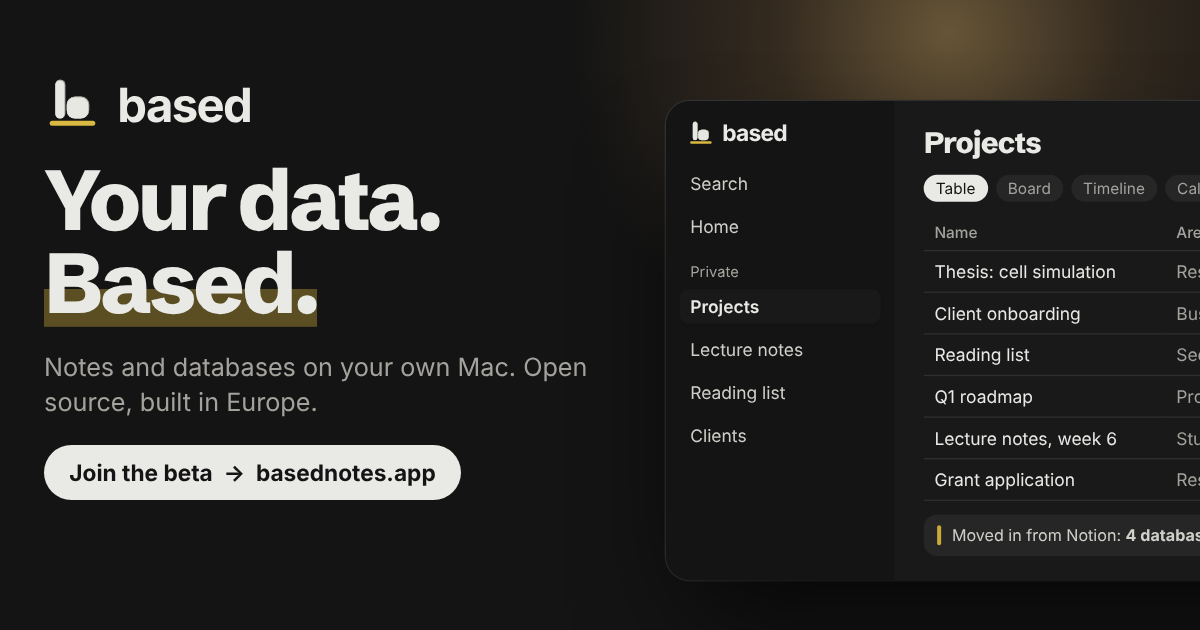 based
Your data.
Based.
Notes and databases on your own Mac. Open
source, built in Europe.
Join the beta → basednotes.app
based
Search
Home
Private
Projects
Lecture notes
Reading list
Clients
Projects
Table Board Timeline
Name
Thesis: cell simulation
Client onboarding
Reading list
Q1 roadmap
Lecture notes, week 6
Grant application
Moved in from Notion: 4